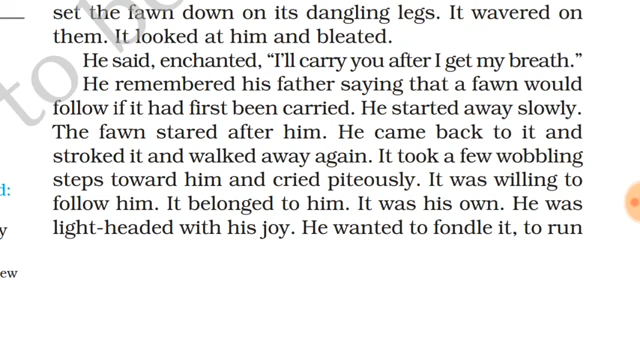 set the fawn down on its dangling legs. It wavered on
them. It looked at him and bleated.
He said, enchanted, “I’ll carry you after I get my breath.”
He remembered his father saying that a fawn would
follow if it had first been carried. He started away slowly.
The fawn stared after him. He came back to it and
stroked it and walked away again. It took a few wobbling
steps toward him and cried piteously. It was willing to
follow him. It belonged to him. It was his own. He was
light-headed with his joy. He wanted to fondle it, to run
to b
d:
y
ew